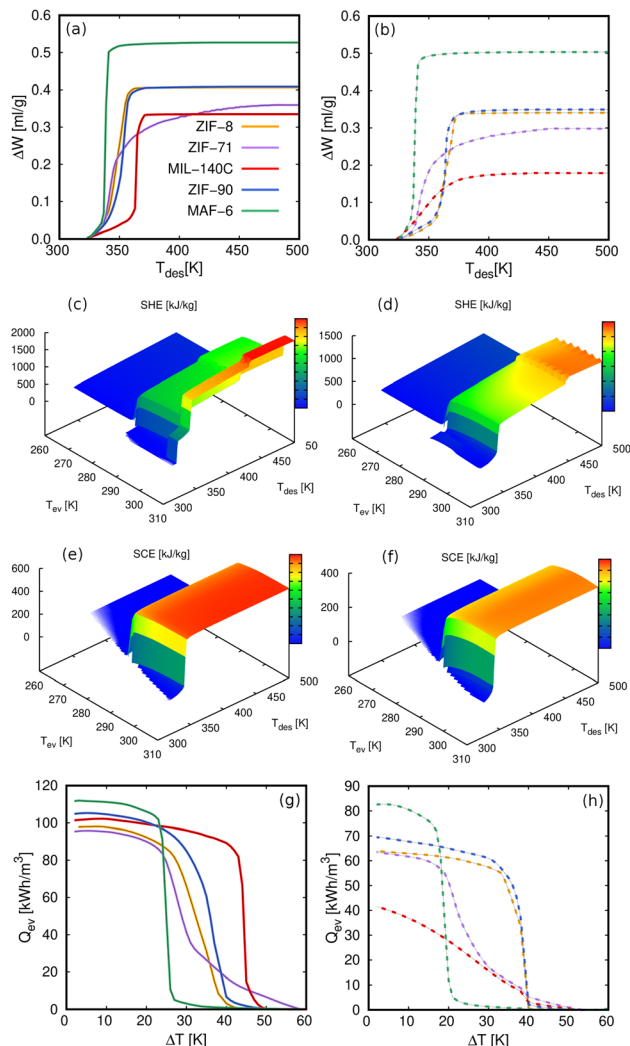 (a)
0.6
0.5
0.4
0.3
0.2
0.1
0.0
ΔW [ml/g]
ZIF-8
ZIF-71
MIL-140C
ZIF-90
MAF-6
300 350 400 450 500
T_des[K]
(b)
0.6
0.5
0.4
0.3
0.2
0.1
0.0
ΔW [ml/g]
300 350 400 450 500
T_des[K]
(c)
SHE [kJ/kg]
2000
1500
1000
500
0
260
270
280
290
300
310
T_ev [K]
300
350
400
450
50
T_des [K]
(d)
SHE [kJ/kg]
1500
1000
500
0
260
270
280
290
300
310
T_ev [K]
300
350
400
450
500
T_des [K]
(e)
SCE [kJ/kg]
600
400
200
0
260
270
280
290
300
310
T_ev [K]
300
350
400
450
500
T_des [K]
(f)
SCE [kJ/kg]
400
200
0
260
270
280
290
300
310
T_ev [K]
300
350
400
450
500
T_des [K]
(g)
120
100
80
60
40
20
0
Q_ev [kWh/m³]
0 10 20 30 40 50 60
ΔT [K]
(h)
90
80
70
60
50
40
30
20
10
0
Q_ev [kWh/m³]
0 10 20 30 40 50 60
ΔT [K]